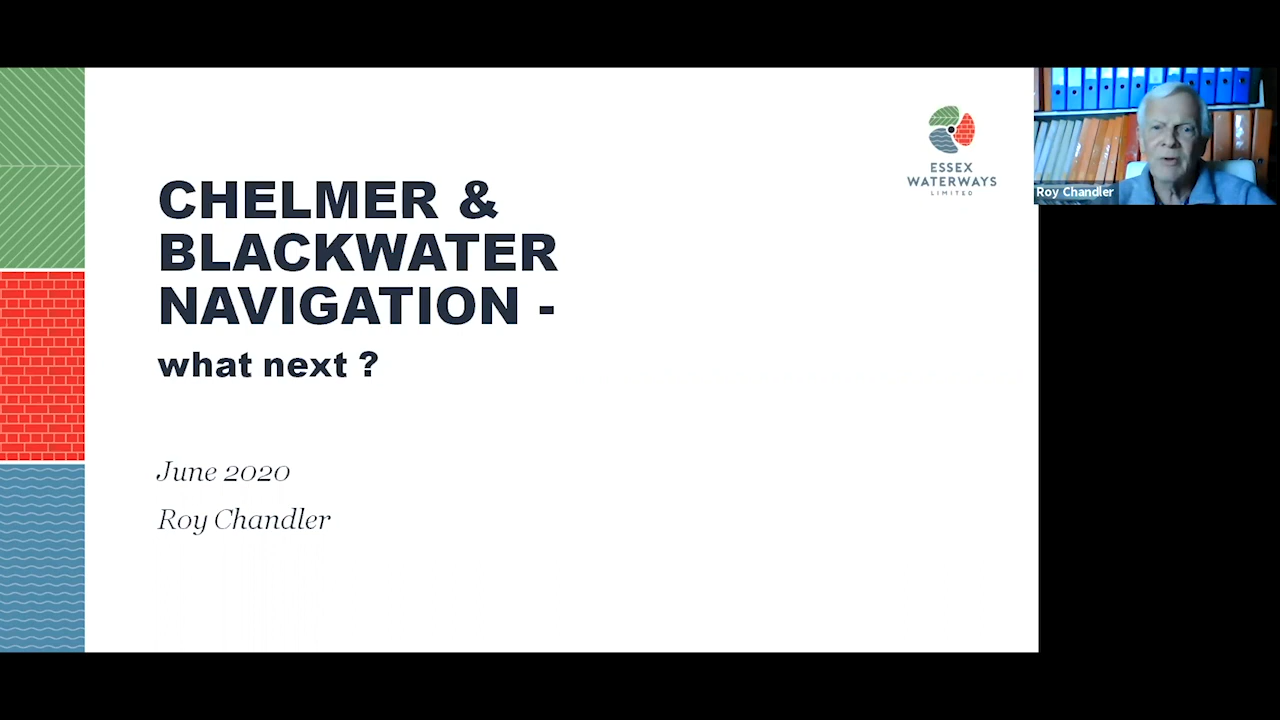 CHELMER &
BLACKWATER
NAVIGATION -
what next ?
June 2020
Roy Chandler
ESSEX
WATERWAYS
LIMITED
Roy Chandler